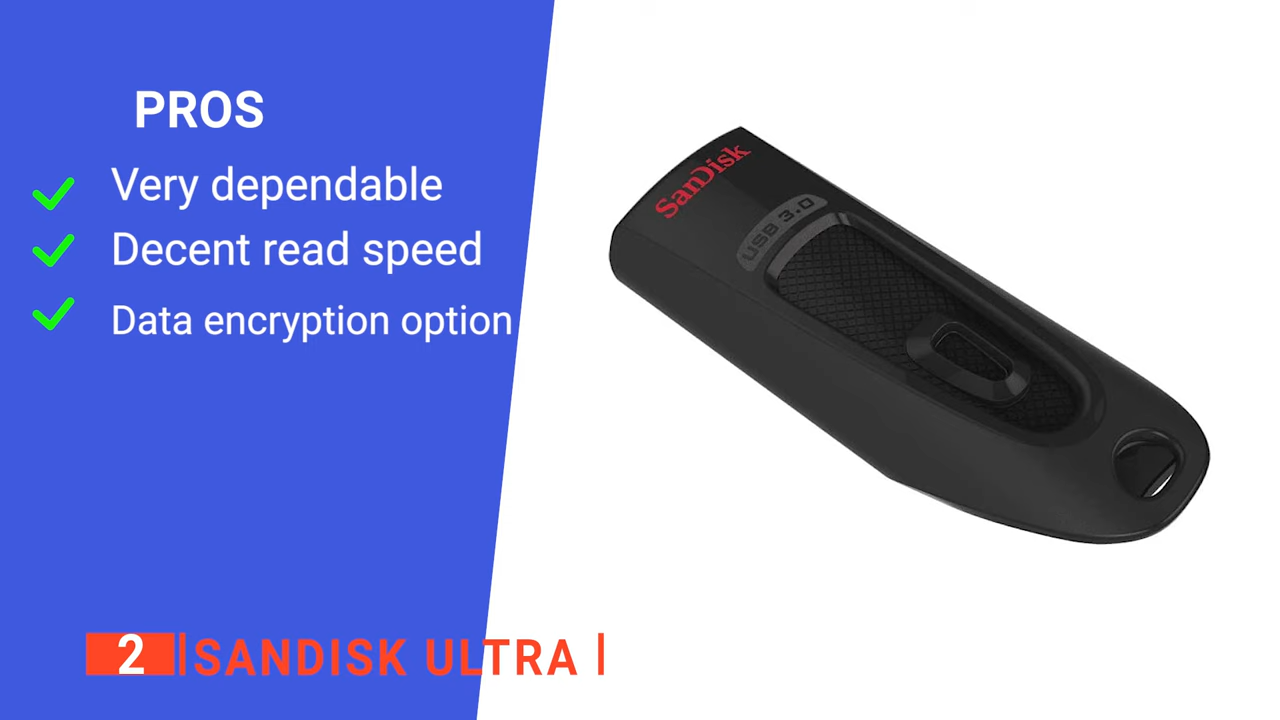 PROS
Very dependable
Decent read speed
Data encryption option
SanDisk
USB 3.0
2 SANDISK ULTRA